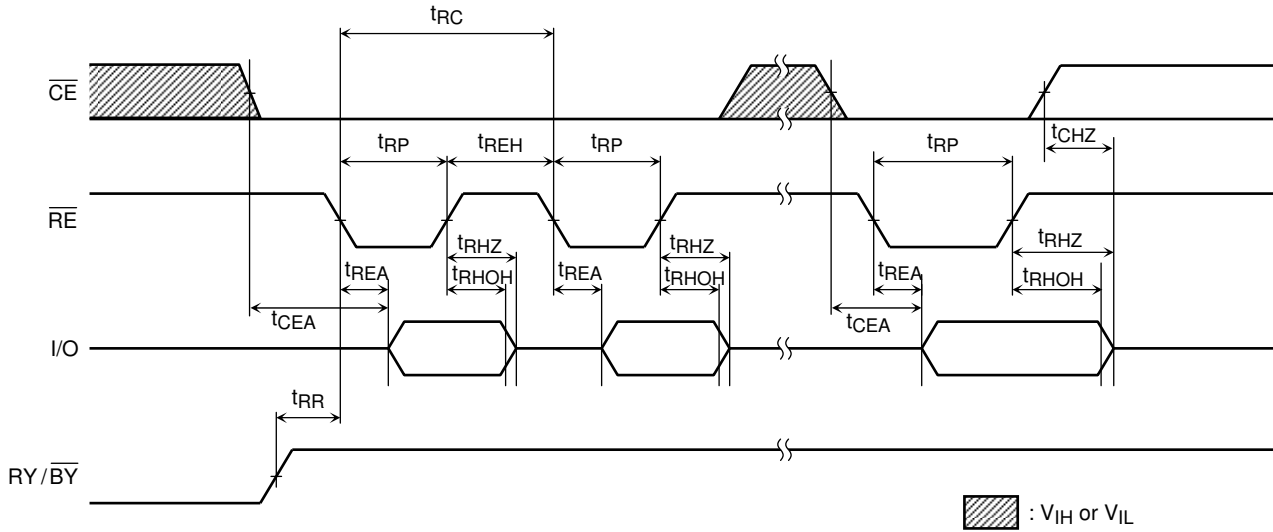 tRC
CE
tCHZ
tRP
tREH
tRP
tRP
RE
tRHZ
tRHZ
tRHZ
tREA
tRHOH
tREA
tRHOH
tREA
tRHOH
tCEA
tCEA
I/O
tRR
RY/BY
: VIH or VIL